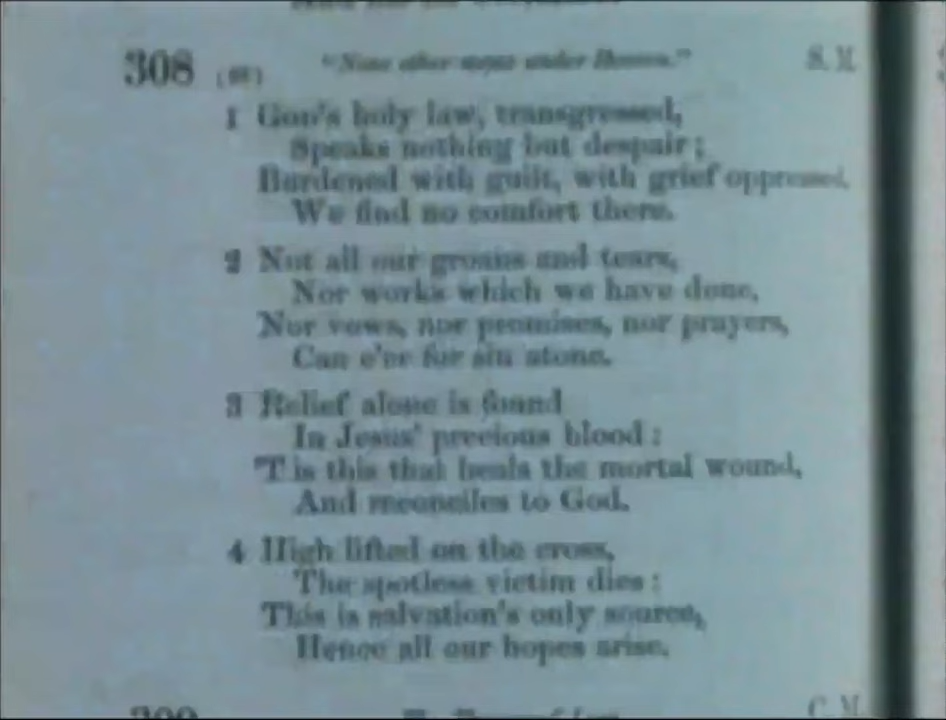 308 (68) "None other name under Heaven." S. M.
1 GOD'S holy law, transgressed,
Speaks nothing but despair;
Burdened with guilt, with grief oppressed,
We find no comfort there.
2 Not all our groans and tears,
Nor works which we have done,
Nor vows, nor promises, nor prayers,
Can e'er for sin atone.
3 Relief alone is found
In Jesus' precious blood:
'T is this that heals the mortal wound,
And reconciles to God.
4 High lifted on the cross,
The spotless victim dies:
This is salvation's only source,
Hence all our hopes arise.
309 C. M.